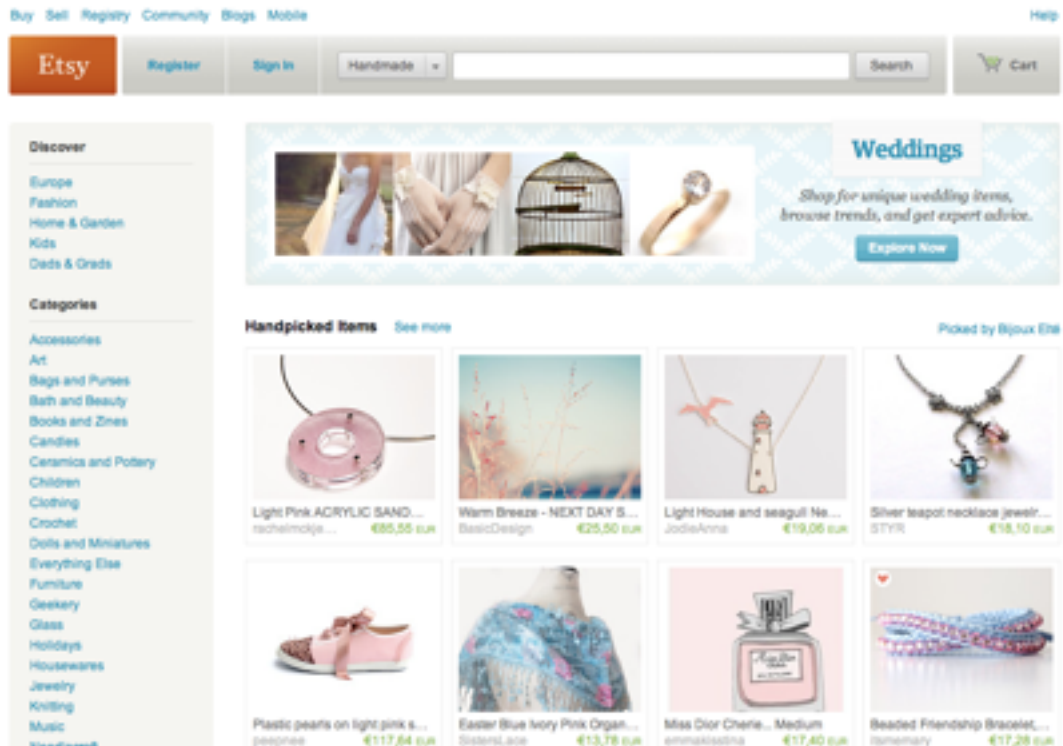 Buy Sell Registry Community Blogs Mobile Help
Etsy Register Sign In Handmade Search Cart
Discover
Europe
Fashion
Home & Garden
Kids
Dads & Grads
Categories
Accessories
Art
Bags and Purses
Bath and Beauty
Books and Zines
Candles
Ceramics and Pottery
Children
Clothing
Crochet
Dolls and Miniatures
Everything Else
Furniture
Geekery
Glass
Holidays
Housewares
Jewelry
Knitting
Music
Needlecraft
Weddings
Shop for unique wedding items,
browse trends, and get expert advice.
Explore Now
Handpicked Items See more Picked by Bijoux Elté
Light Pink ACRYLIC SAND...
rachelmokje... €85,55 EUR
Warm Breeze - NEXT DAY S...
BasicDesign €25,50 EUR
Light House and seagull Ne...
JodieAnna €19,06 EUR
Silver teapot necklace jewelr...
STYR €18,10 EUR
Plastic pearls on light pink s...
peepnee €117,64 EUR
Easter Blue Ivory Pink Organ...
SistersLace €13,78 EUR
Miss Dior Cherie... Medium
emmakisstina €17,40 EUR
Beaded Friendship Bracelet,...
itsmemary €17,28 EUR